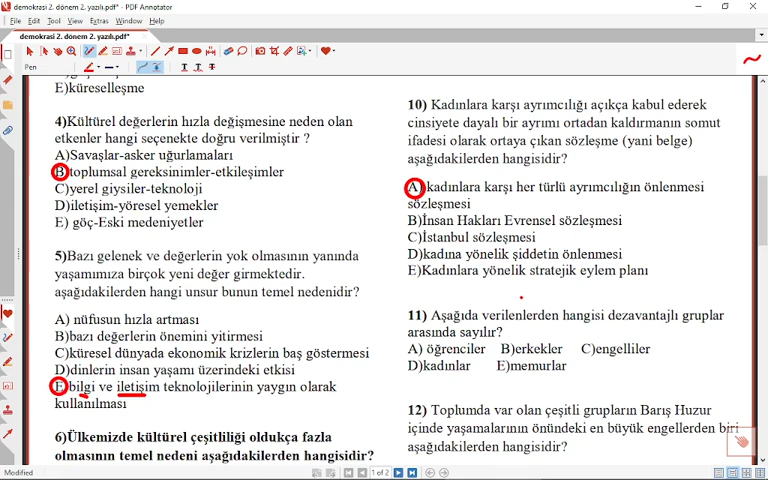 demokrasi 2. dönem 2. yazılı.pdf* - PDF Annotator
File Edit Tool View Extras Window Help
demokrasi 2. dönem 2. yazılı.pdf*
Pen
E)küreselleşme
4)Kültürel değerlerin hızla değişmesine neden olan
etkenler hangi seçenekte doğru verilmiştir ?
A)Savaşlar-asker uğurlamaları
B)toplumsal gereksinimler-etkileşimler
C)yerel giysiler-teknoloji
D)iletişim-yöresel yemekler
E) göç-Eski medeniyetler
5)Bazı gelenek ve değerlerin yok olmasının yanında
yaşamımıza birçok yeni değer girmektedir.
aşağıdakilerden hangi unsur bunun temel nedenidir?
A) nüfusun hızla artması
B)bazı değerlerin önemini yitirmesi
C)küresel dünyada ekonomik krizlerin baş göstermesi
D)dinlerin insan yaşamı üzerindeki etkisi
E)bilgi ve iletişim teknolojilerinin yaygın olarak
kullanılması
6)Ülkemizde kültürel çeşitliliği oldukça fazla
olmasının temel nedeni aşağıdakilerden hangisidir?
10) Kadınlara karşı ayrımcılığı açıkça kabul ederek
cinsiyete dayalı bir ayrımı ortadan kaldırmanın somut
ifadesi olarak ortaya çıkan sözleşme (yani belge)
aşağıdakilerden hangisidir?
A)kadınlara karşı her türlü ayrımcılığın önlenmesi
sözleşmesi
B)İnsan Hakları Evrensel sözleşmesi
C)İstanbul sözleşmesi
D)kadına yönelik şiddetin önlenmesi
E)Kadınlara yönelik stratejik eylem planı
11) Aşağıda verilenlerden hangisi dezavantajlı gruplar
arasında sayılır?
A) öğrenciler B)erkekler C)engelliler
D)kadınlar E)memurlar
12) Toplumda var olan çeşitli grupların Barış Huzur
içinde yaşamalarının önündeki en büyük engellerden biri
aşağıdakilerden hangisidir?
Modified
1 of 2